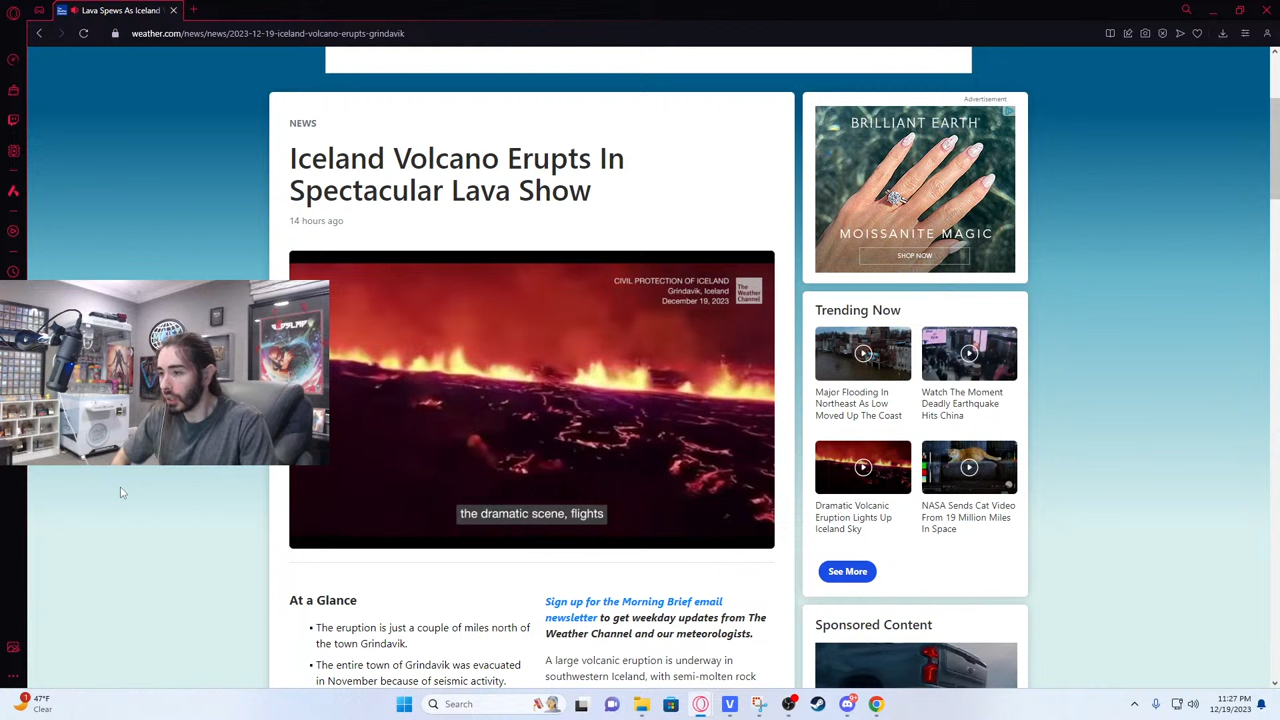 Lava Spews As Iceland
weather.com/news/news/2023-12-19-iceland-volcano-erupts-grindavik
NEWS
Iceland Volcano Erupts In
Spectacular Lava Show
14 hours ago
CIVIL PROTECTION OF ICELAND
Grindavik, Iceland
December 19, 2023
The
Weather
Channel
the dramatic scene, flights
At a Glance
▪ The eruption is just a couple of miles north of
the town Grindavik.
▪ The entire town of Grindavik was evacuated
in November because of seismic activity.
Sign up for the Morning Brief email
newsletter to get weekday updates from The
Weather Channel and our meteorologists.
A large volcanic eruption is underway in
southwestern Iceland, with semi-molten rock
Advertisement
BRILLIANT EARTH
MOISSANITE MAGIC
SHOP NOW
Trending Now
Major Flooding In
Northeast As Low
Moved Up The Coast
Watch The Moment
Deadly Earthquake
Hits China
Dramatic Volcanic
Eruption Lights Up
Iceland Sky
NASA Sends Cat Video
From 19 Million Miles
In Space
See More
Sponsored Content
1
47°F
Clear
Search
9+
11:27 PM
12/19/2023